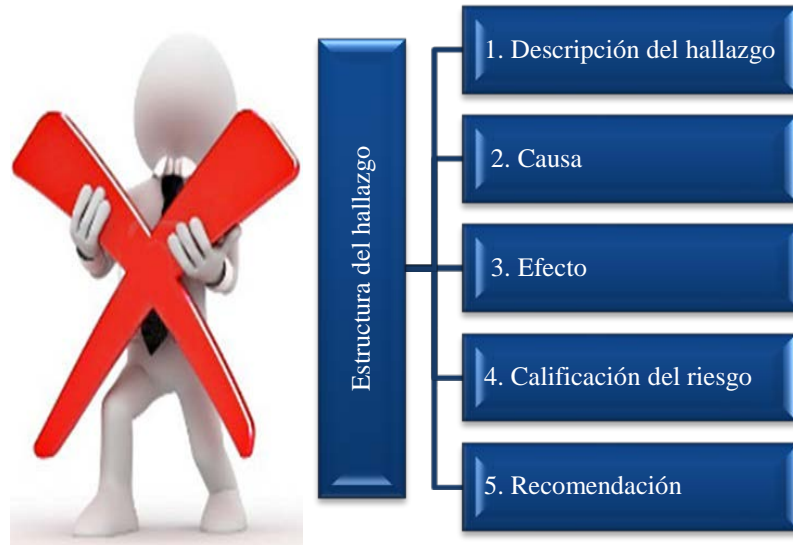 Estructura del hallazgo
1. Descripción del hallazgo
2. Causa
3. Efecto
4. Calificación del riesgo
5. Recomendación